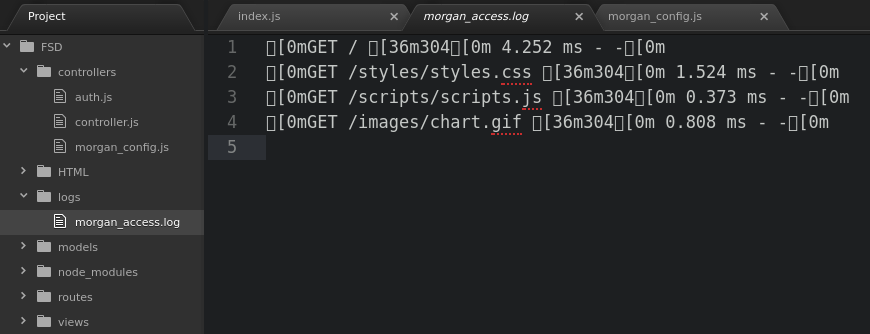 Project
FSD
controllers
auth.js
controller.js
morgan_config.js
HTML
logs
morgan_access.log
models
node_modules
routes
views
index.js × morgan_access.log × morgan_config.js ×
1 □[0mGET / □[36m304□[0m 4.252 ms - -□[0m
2 □[0mGET /styles/styles.css □[36m304□[0m 1.524 ms - -□[0m
3 □[0mGET /scripts/scripts.js □[36m304□[0m 0.373 ms - -□[0m
4 □[0mGET /images/chart.gif □[36m304□[0m 0.808 ms - -□[0m
5